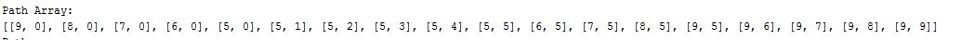 Path Array:
[[9, 0], [8, 0], [7, 0], [6, 0], [5, 0], [5, 1], [5, 2], [5, 3], [5, 4], [5, 5], [6, 5], [7, 5], [8, 5], [9, 5], [9, 6], [9, 7], [9, 8], [9, 9]]